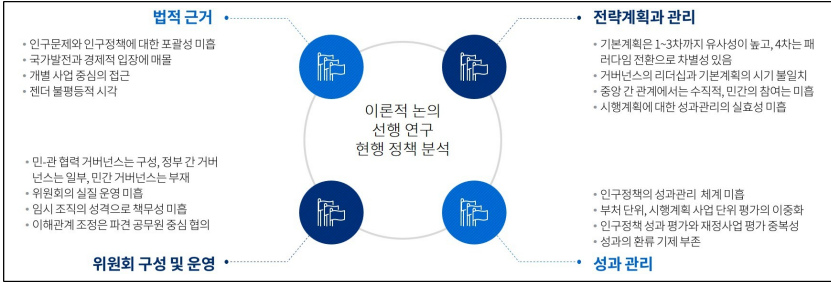 법적 근거
• 인구문제와 인구정책에 대한 포괄성 미흡
• 국가발전과 경제적 입장에 매몰
• 개별 사업 중심의 접근
• 젠더 불평등적 시각
전략계획과 관리
• 기본계획은 1~3차까지 유사성이 높고, 4차는 패
러다임 전환으로 차별성 있음
• 거버넌스의 리더십과 기본계획의 시기 불일치
• 중앙 간 관계에서는 수직적, 민간의 참여는 미흡
• 시행계획에 대한 성과관리의 실효성 미흡
이론적 논의
선행 연구
현행 정책 분석
• 민-관 협력 거버넌스는 구성, 정부 간 거버
넌스는 일부, 민간 거버넌스는 부재
• 위원회의 실질 운영 미흡
• 임시 조직의 성격으로 책무성 미흡
• 이해관계 조정은 파견 공무원 중심 협의
위원회 구성 및 운영
• 인구정책의 성과관리 체계 미흡
• 부처 단위, 시행계획 사업 단위 평가의 이중화
• 인구정책 성과 평가와 재정사업 평가 중복성
• 성과의 환류 기제 부존
성과 관리